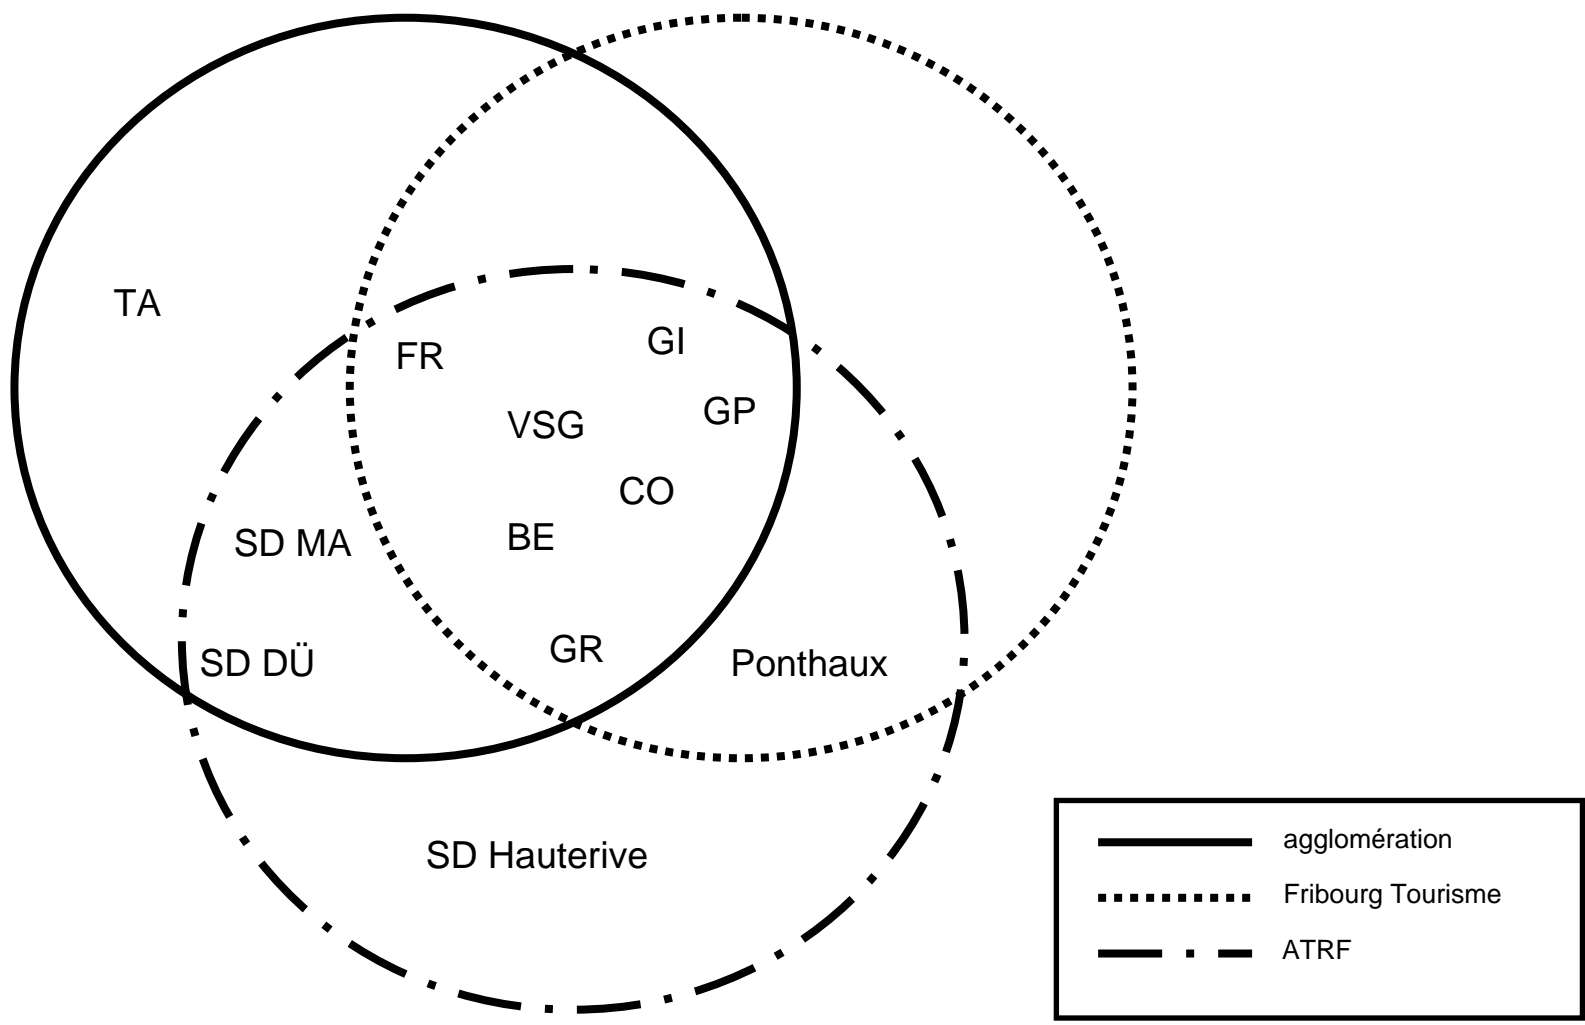 TA
FR
GI
GP
VSG
CO
BE
SD MA
GR
SD DÜ
Ponthaux
SD Hauterive
agglomération
Fribourg Tourisme
ATRF